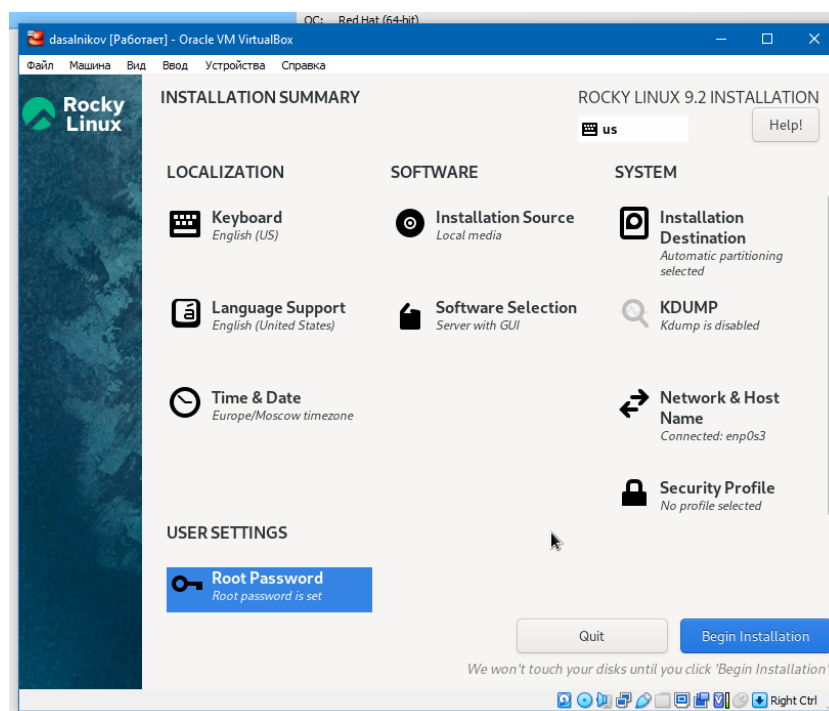 ОС: Red Hat (64-bit)
dasalnikov [Работает] - Oracle VM VirtualBox
Файл Машина Вид Ввод Устройства Справка
Rocky
Linux
INSTALLATION SUMMARY
ROCKY LINUX 9.2 INSTALLATION
us
Help!
LOCALIZATION
SOFTWARE
SYSTEM
Keyboard
English (US)
Installation Source
Local media
Installation
Destination
Automatic partitioning
selected
Language Support
English (United States)
Software Selection
Server with GUI
KDUMP
Kdump is disabled
Time & Date
Europe/Moscow timezone
Network & Host
Name
Connected: enp0s3
Security Profile
No profile selected
USER SETTINGS
Root Password
Root password is set
Quit
Begin Installation
We won't touch your disks until you click 'Begin Installation'
Right Ctrl